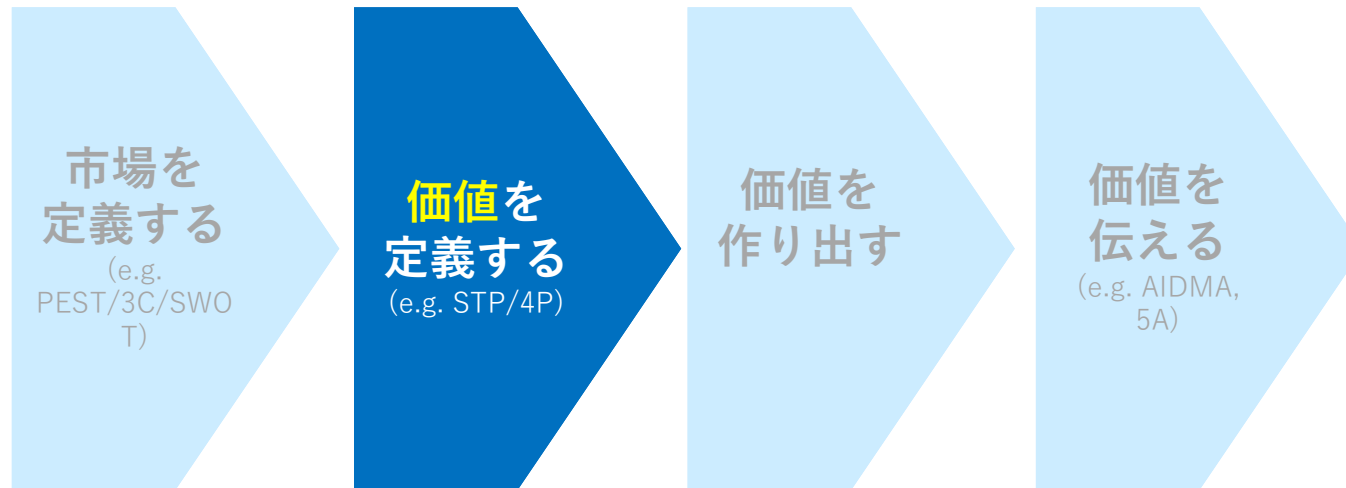 市場を
定義する
(e.g.
PEST/3C/SWO
T)
価値を
定義する
(e.g. STP/4P)
価値を
作り出す
価値を
伝える
(e.g. AIDMA,
5A)